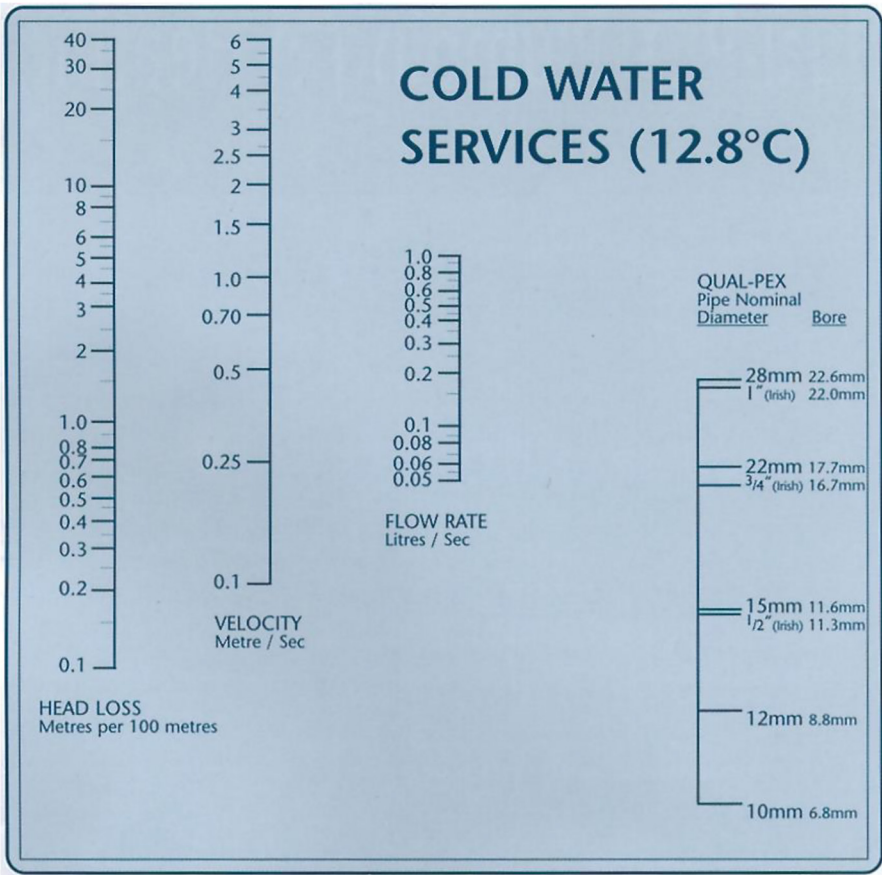 COLD WATER
SERVICES (12.8°C)
40
30
20
10
8
6
5
4
3
2
1.0
0.8
0.7
0.6
0.5
0.4
0.3
0.2
0.1
HEAD LOSS
Metres per 100 metres
6
5
4
3
2.5
2
1.5
1.0
0.70
0.5
0.25
0.1
VELOCITY
Metre / Sec
1.0
0.8
0.6
0.5
0.4
0.3
0.2
0.1
0.08
0.06
0.05
FLOW RATE
Litres / Sec
QUAL-PEX
Pipe Nominal
Diameter Bore
28mm 22.6mm
1" (Irish) 22.0mm
22mm 17.7mm
3/4" (Irish) 16.7mm
15mm 11.6mm
1/2" (Irish) 11.3mm
12mm 8.8mm
10mm 6.8mm